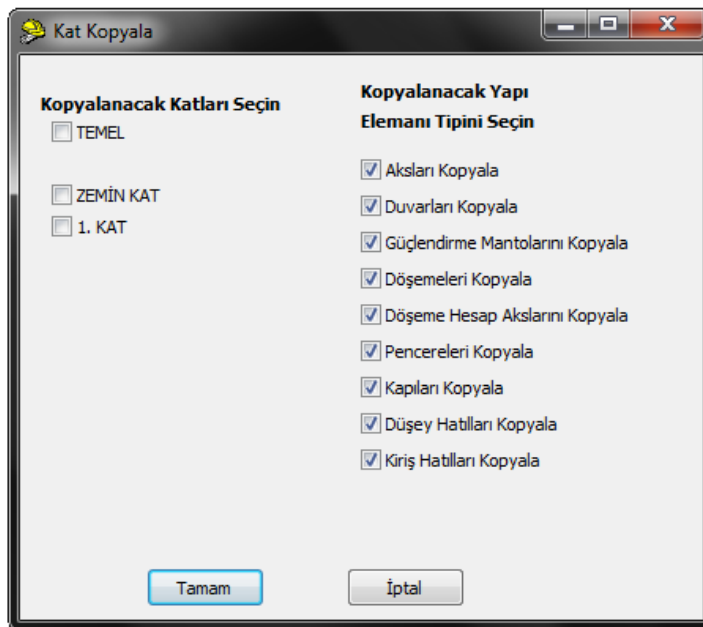 Kat Kopyala
Kopyalanacak Katları Seçin
TEMEL
ZEMİN KAT
1. KAT
Kopyalanacak Yapı
Elemanı Tipini Seçin
Aksları Kopyala
Duvarları Kopyala
Güçlendirme Mantolarını Kopyala
Döşemeleri Kopyala
Döşeme Hesap Akslarını Kopyala
Pencereleri Kopyala
Kapıları Kopyala
Düşey Hatılları Kopyala
Kiriş Hatılları Kopyala
Tamam
İptal